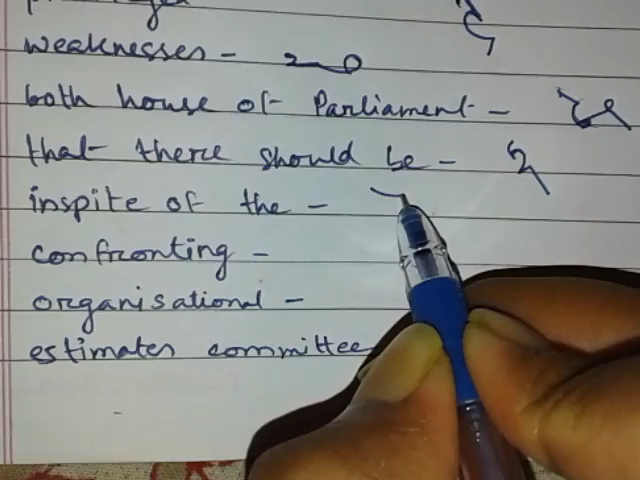 weaknesses -
both house of Parliament -
that there should be -
inspite of the -
confronting -
organisational -
estimates committee